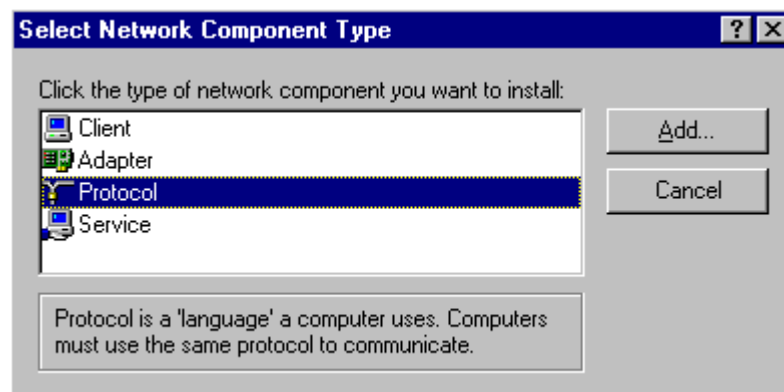 Select Network Component Type
Click the type of network component you want to install:
Client
Adapter
Protocol
Service
Add...
Cancel
Protocol is a 'language' a computer uses. Computers
must use the same protocol to communicate.